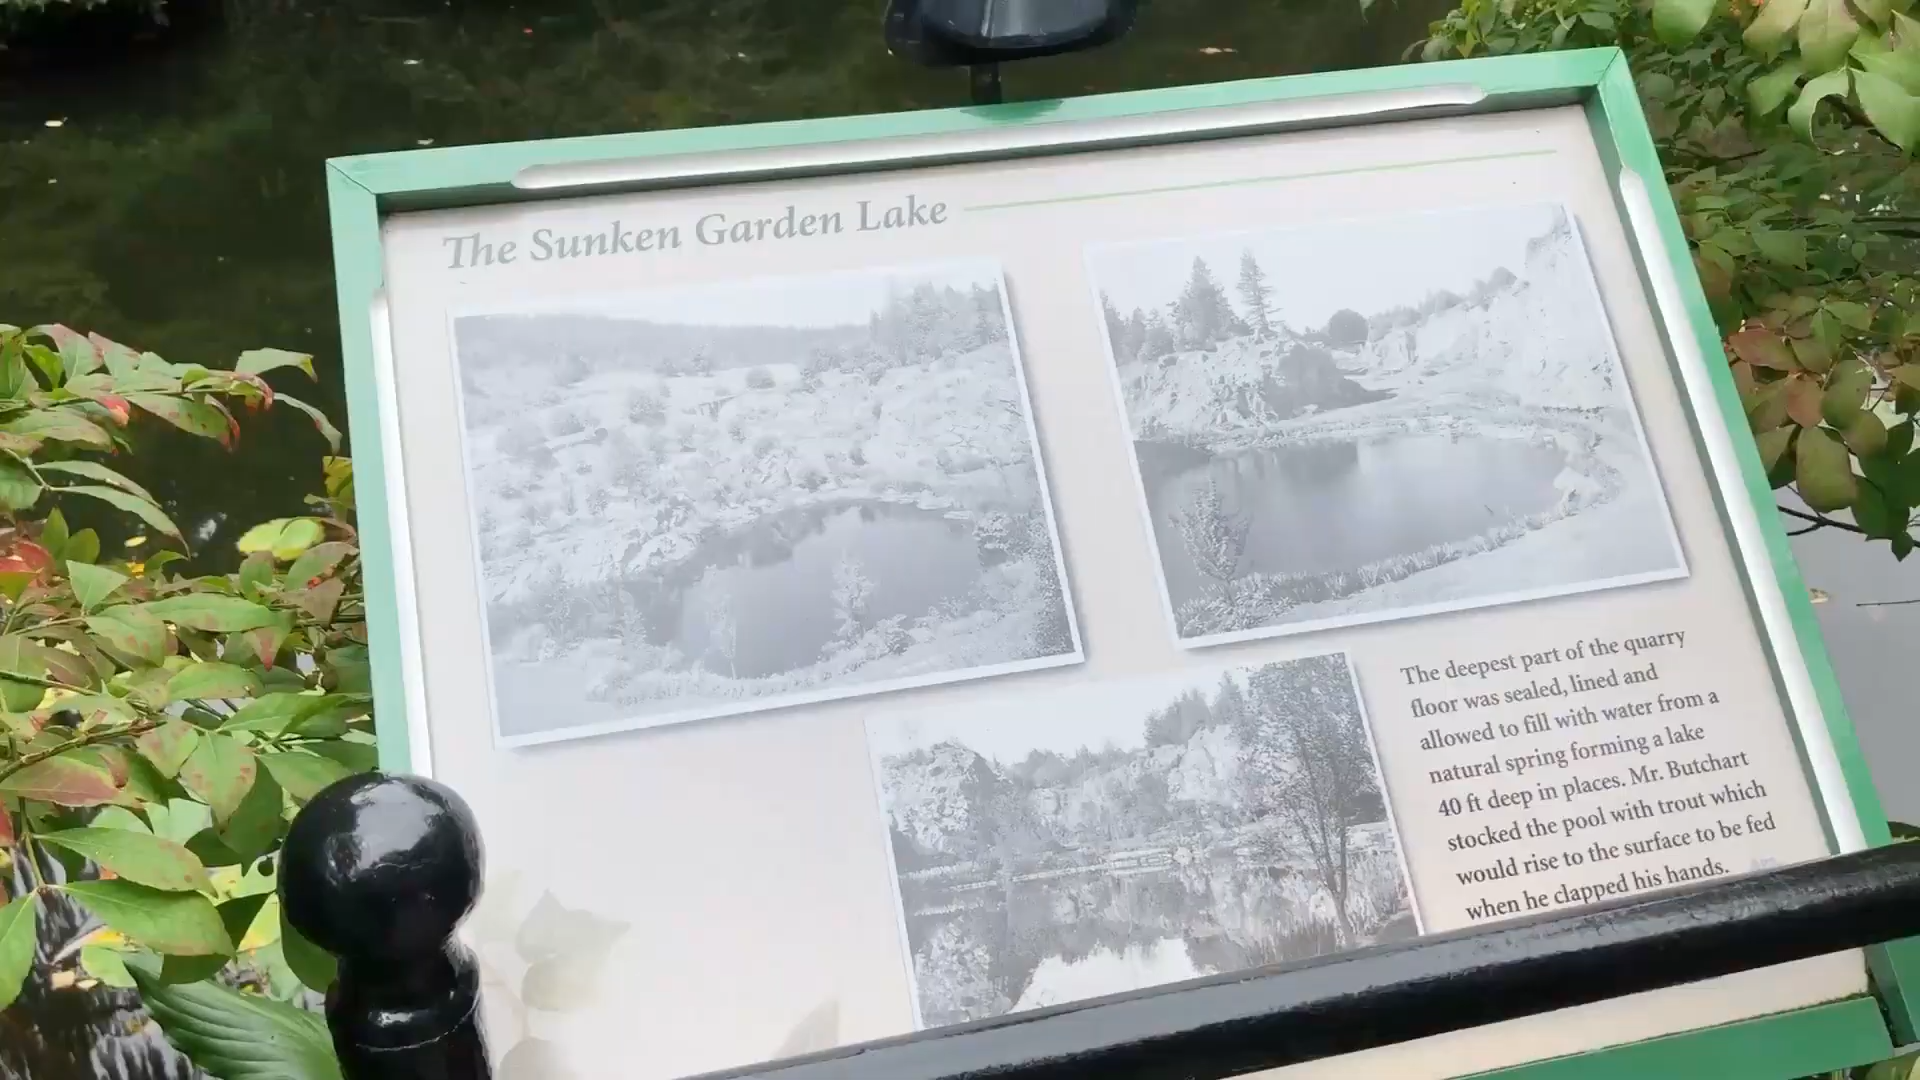 The Sunken Garden Lake
The deepest part of the quarry
floor was sealed, lined and
allowed to fill with water from a
natural spring forming a lake
40 ft deep in places. Mr. Butchart
stocked the pool with trout which
would rise to the surface to be fed
when he clapped his hands.